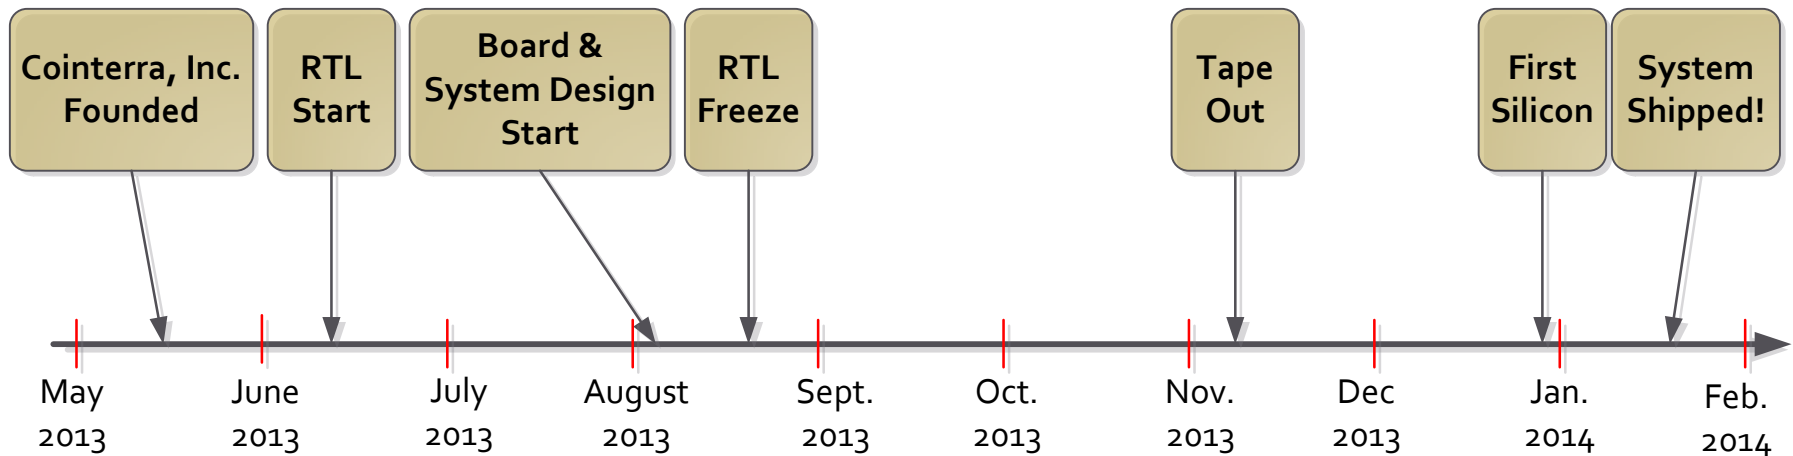 Cointerra, Inc.
Founded
RTL
Start
Board &
System Design
Start
RTL
Freeze
Tape
Out
First
Silicon
System
Shipped!
May
2013
June
2013
July
2013
August
2013
Sept.
2013
Oct.
2013
Nov.
2013
Dec
2013
Jan.
2014
Feb.
2014